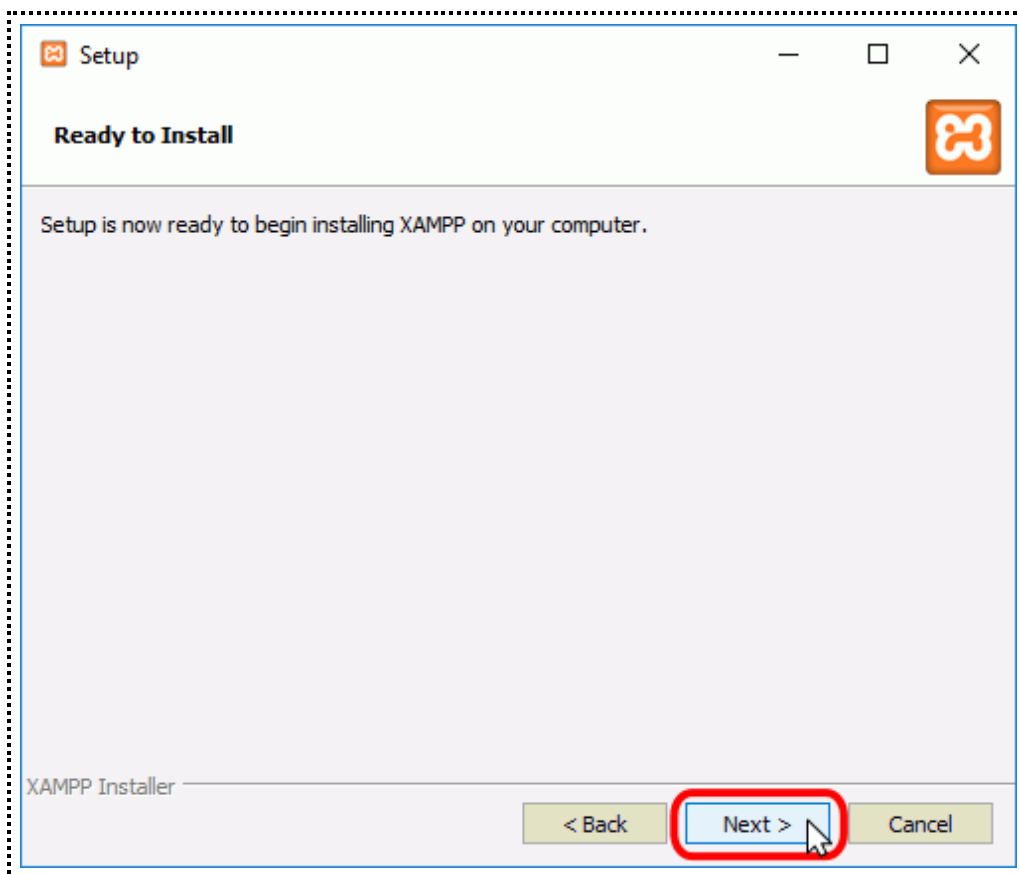 Setup
Ready to Install
Setup is now ready to begin installing XAMPP on your computer.
XAMPP Installer
< Back Next > Cancel